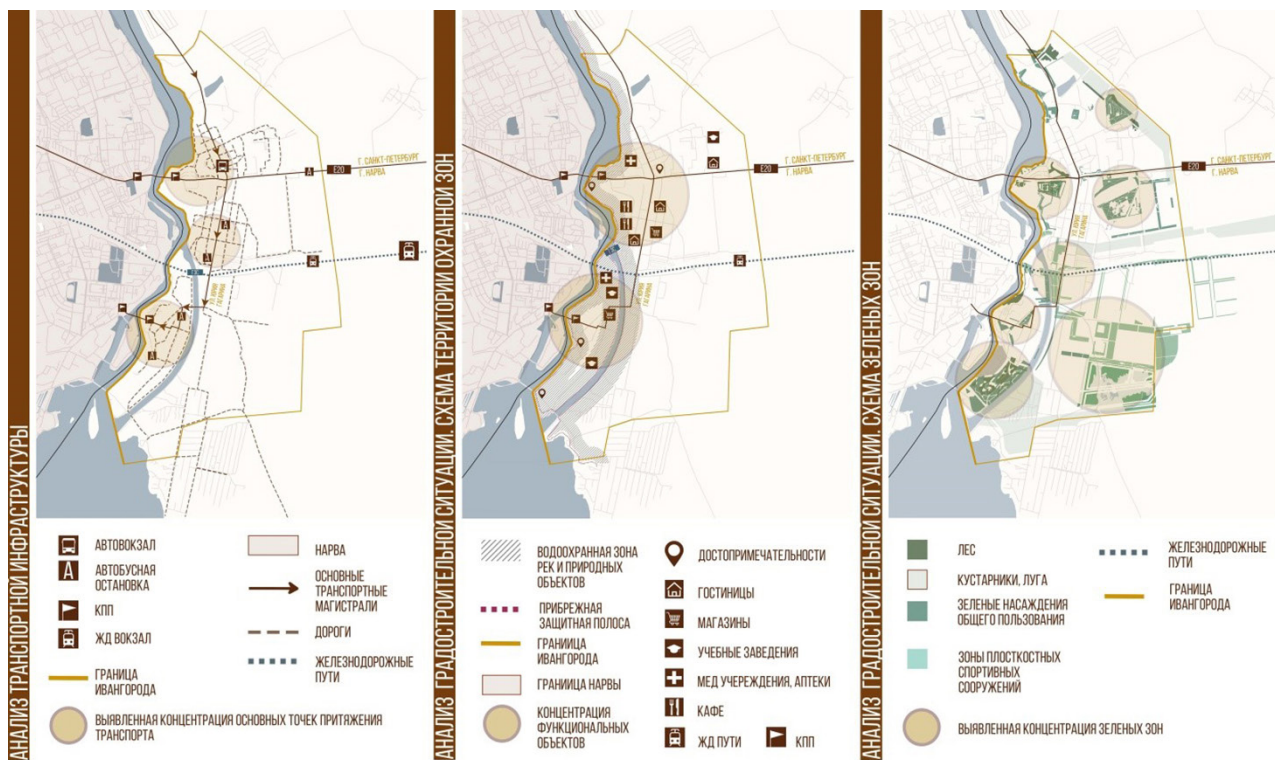 АНАЛИЗ ТРАНСПОРТНОЙ ИНФРАСТРУКТУРЫ
Г. САНКТ-ПЕТЕРБУРГ
E20
Г. НАРВА
А
А
А
А
А
АВТОВОКЗАЛ
А
АВТОБУСНАЯ
ОСТАНОВКА
КПП
ЖД ВОКЗАЛ
ГРАНИЦА
ИВАНГОРОДА
НАРВА
ОСНОВНЫЕ
ТРАНСПОРТНЫЕ
МАГИСТРАЛИ
ДОРОГИ
ЖЕЛЕЗНОДОРОЖНЫЕ
ПУТИ
ВЫЯВЛЕННАЯ КОНЦЕНТРАЦИЯ ОСНОВНЫХ ТОЧЕК ПРИТЯЖЕНИЯ
ТРАНСПОРТА
АНАЛИЗ ГРАДОСТРОИТЕЛЬНОЙ СИТУАЦИИ. СХЕМА ТЕРРИТОРИИ ОХРАННОЙ ЗОН
Г. САНКТ-ПЕТЕРБУРГ
E20
Г. НАРВА
ВОДООХРАННАЯ ЗОНА
РЕК И ПРИРОДНЫХ
ОБЪЕКТОВ
ПРИБРЕЖНАЯ
ЗАЩИТНАЯ ПОЛОСА
ГРАНИИЦА
ИВАНГОРОДА
ГРАНИИЦА НАРВЫ
КОНЦЕНТРАЦИЯ
ФУНКЦИОНАЛЬНЫХ
ОБЪЕКТОВ
ДОСТОПРИМЕЧАТЕЛЬНОСТИ
ГОСТИНИЦЫ
МАГАЗИНЫ
УЧЕБНЫЕ ЗАВЕДЕНИЯ
МЕД УЧЕРЕЖДЕНИЯ, АПТЕКИ
КАФЕ
ЖД ПУТИ
КПП
АНАЛИЗ ГРАДОСТРОИТЕЛЬНОЙ СИТУАЦИИ. СХЕМА ЗЕЛЕНЫХ ЗОН
Г. САНКТ-ПЕТЕРБУРГ
E20
Г. НАРВА
ЛЕС
КУСТАРНИКИ, ЛУГА
ЗЕЛЕНЫЕ НАСАЖДЕНИЯ
ОБЩЕГО ПОЛЬЗОВАНИЯ
ЗОНЫ ПЛОСТКОСТНЫХ
СПОРТИВНЫХ
СООРУЖЕНИЙ
ЖЕЛЕЗНОДОРОЖНЫЕ
ПУТИ
ГРАНИЦА
ИВАНГОРОДА
ВЫЯВЛЕННАЯ КОНЦЕНТРАЦИЯ ЗЕЛЕНЫХ ЗОН